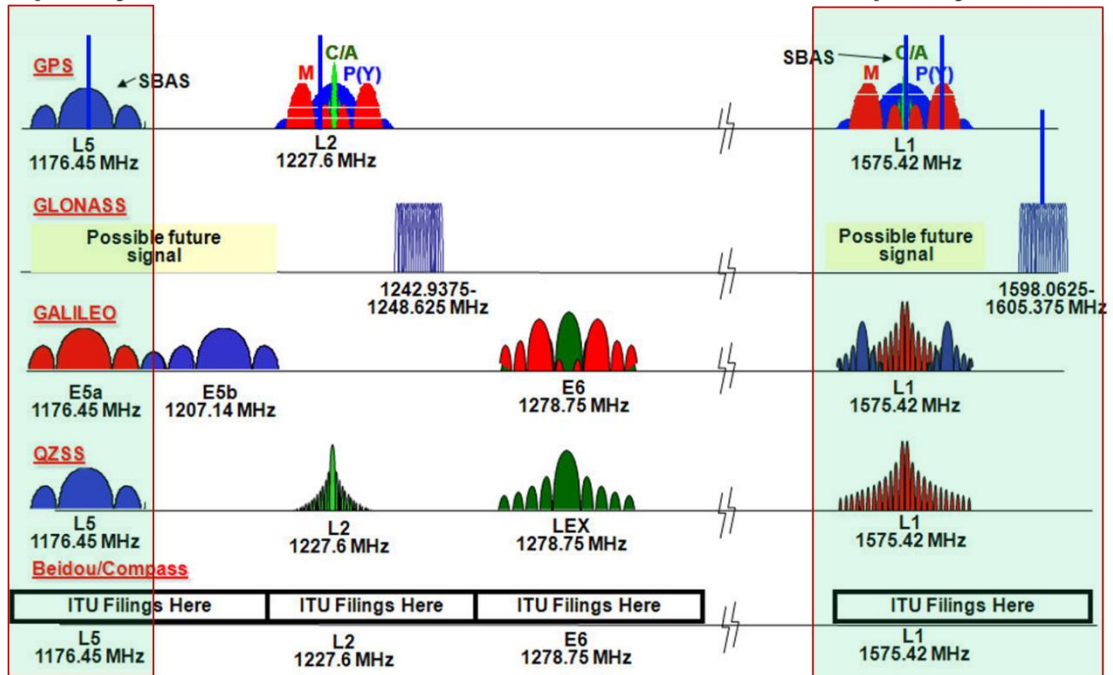 GPS
SBAS
C/A
M
P(Y)
SBAS
C/A
M
P(Y)
L5
1176.45 MHz
L2
1227.6 MHz
L1
1575.42 MHz
GLONASS
Possible future
signal
Possible future
signal
1242.9375-
1248.625 MHz
1598.0625-
1605.375 MHz
GALILEO
E5a
1176.45 MHz
E5b
1207.14 MHz
E6
1278.75 MHz
L1
1575.42 MHz
QZSS
L5
1176.45 MHz
L2
1227.6 MHz
LEX
1278.75 MHz
L1
1575.42 MHz
Beidou/Compass
ITU Filings Here
ITU Filings Here
ITU Filings Here
ITU Filings Here
L5
1176.45 MHz
L2
1227.6 MHz
E6
1278.75 MHz
L1
1575.42 MHz